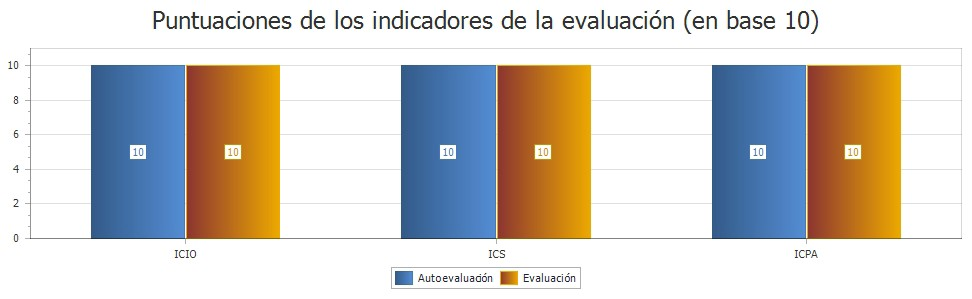 Puntuaciones de los indicadores de la evaluación (en base 10)
10
8
6
4
2
0
10
10
10
10
10
10
ICIO
ICS
ICPA
Autoevaluación
Evaluación